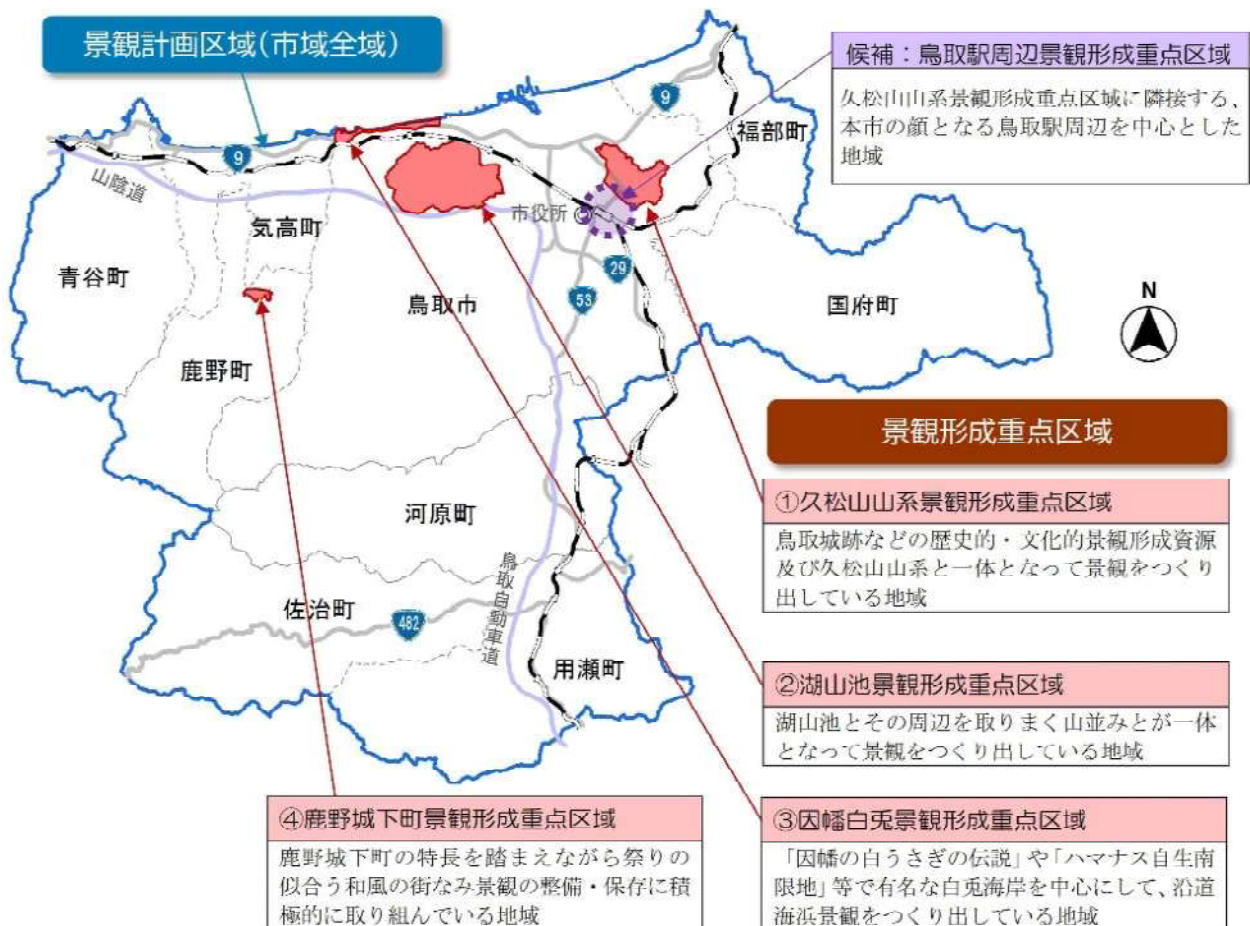 景観計画区域(市域全域)
候補：鳥取駅周辺景観形成重点区域
久松山山系景観形成重点区域に隣接する、
本市の顔となる鳥取駅周辺を中心とした
地域
9
福部町
9
山陰道
市役所
気高町
青谷町
29
鳥取市
53
国府町
N
鹿野町
景観形成重点区域
①久松山山系景観形成重点区域
鳥取城跡などの歴史的・文化的景観形成資源
及び久松山山系と一体となって景観をつくり
出している地域
河原町
鳥取自動車道
佐治町
482
用瀬町
②湖山池景観形成重点区域
湖山池とその周辺を取りまく山並みとが一体
となって景観をつくり出している地域
④鹿野城下町景観形成重点区域
鹿野城下町の特長を踏まえながら祭りの
似合う和風の街なみ景観の整備・保存に積
極的に取り組んでいる地域
③因幡白兎景観形成重点区域
「因幡の白うさぎの伝説」や「ハマナス自生南
限地」等で有名な白兎海岸を中心にして、沿道
海浜景観をつくり出している地域